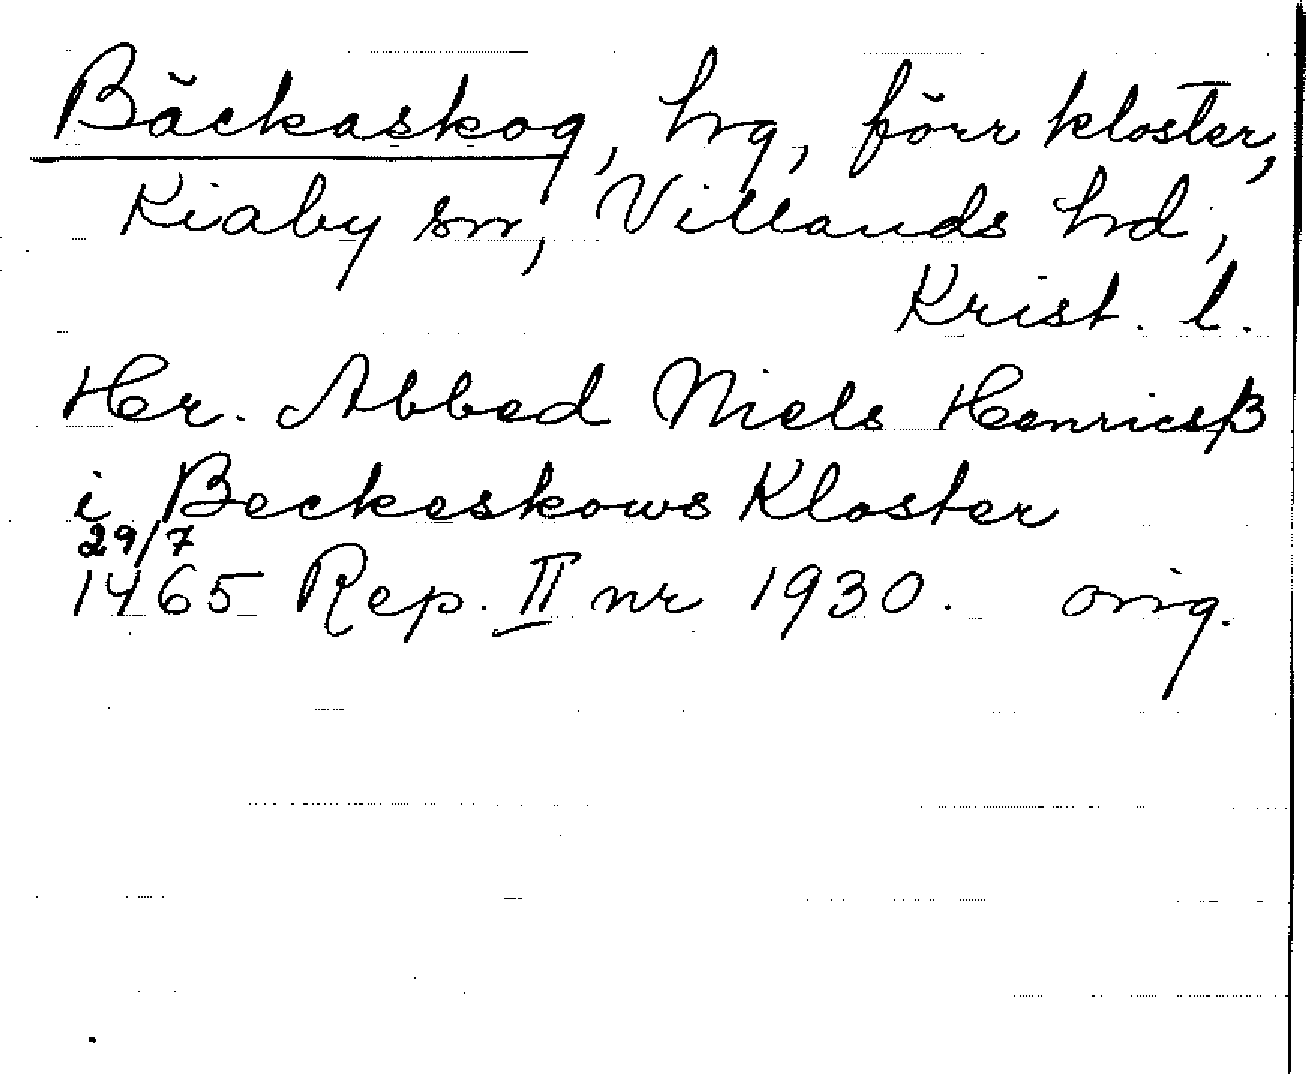 Bäckaskog, hrg, förr kloster,
Kiaby sn, Villands hd,
Krist. l.
Her. Abbed Niels Henricsß
i Beckeskows Kloster
29/7
1465 Rep. II nr 1930. orig.